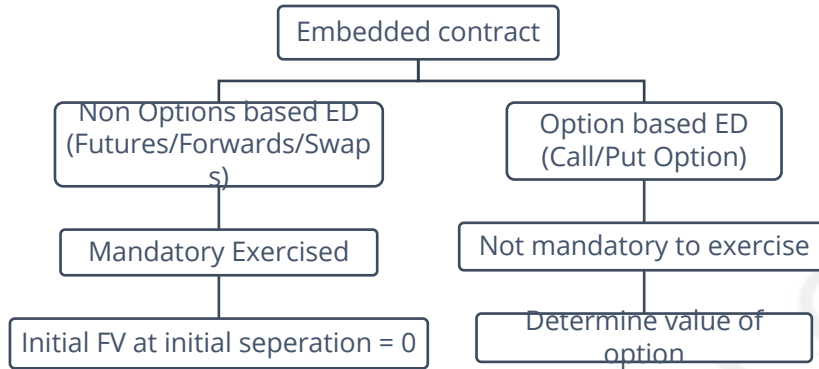 Embedded contract
Non Options based ED
(Futures/Forwards/Swap
s)
Option based ED
(Call/Put Option)
Mandatory Exercised
Not mandatory to exercise
Initial FV at initial seperation = 0
Determine value of
option